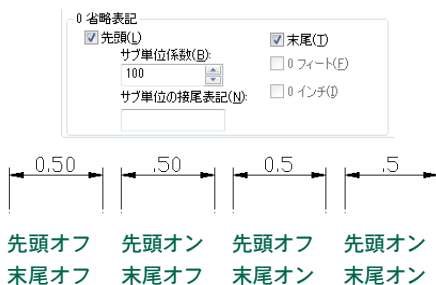 0 省略表記
先頭(L)
末尾(T)
サブ単位係数(B):
100
0 フィート(F)
サブ単位の接尾表記(N):
0 インチ(I)
0.50 .50 0.5 .5
先頭オフ 先頭オン 先頭オフ 先頭オン
末尾オフ 末尾オフ 末尾オン 末尾オン